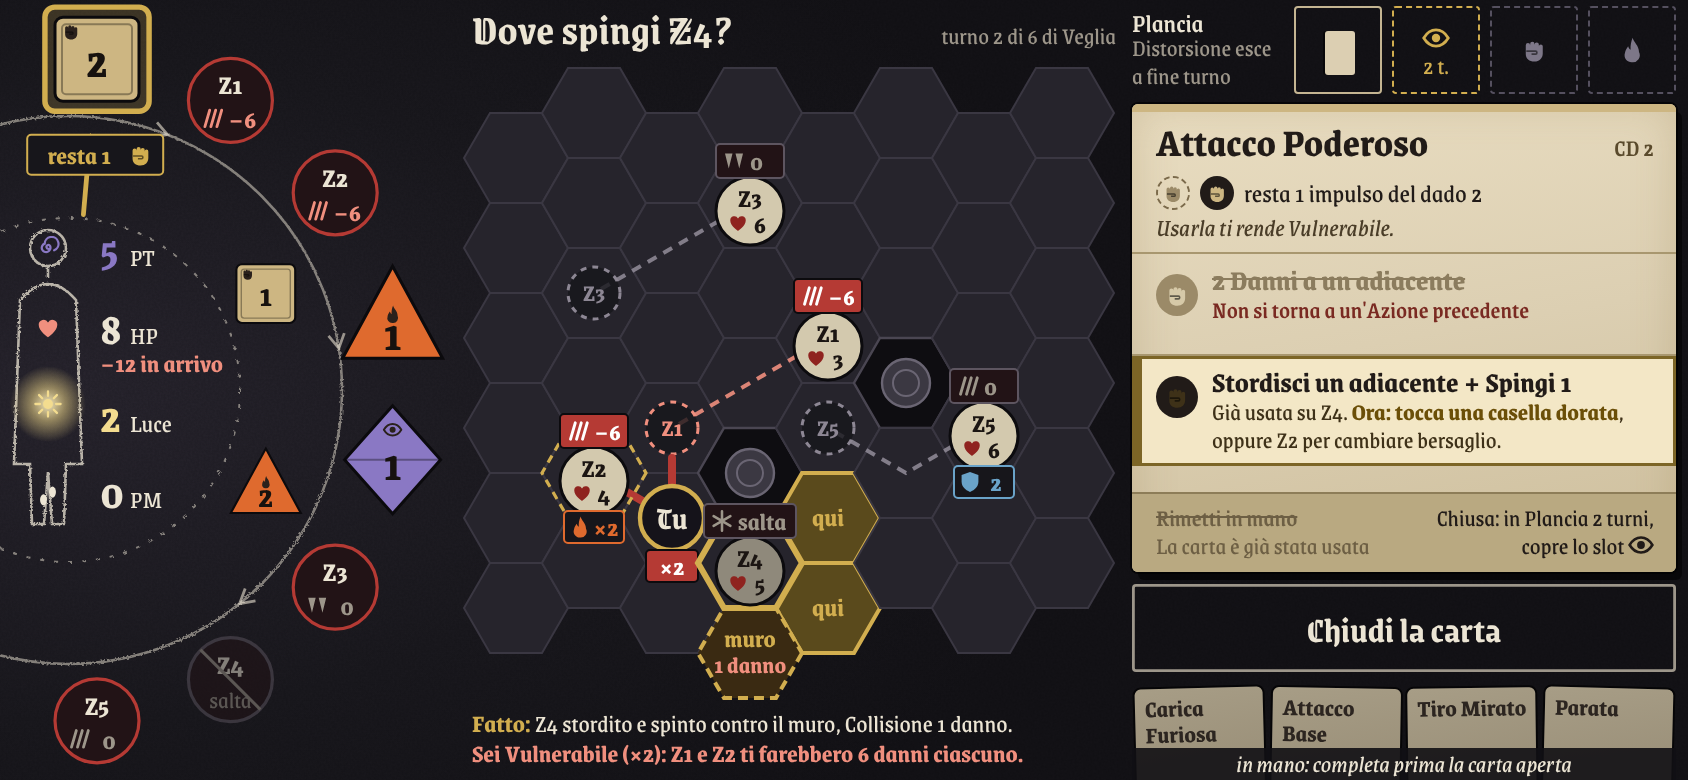 2
Z1
–6
resta 1
Z2
–6
5 PT
8 HP
–12 in arrivo
2 Luce
0 PM
1
1
1
2
Z3
0
Z4
salta
Z5
0
Dove spingi Z4?
turno 2 di 6 di Veglia
0
Z3
6
Z3
–6
Z1
3
0
Z5
6
2
Z1
Z5
–6
Z2
4
×2
Tu
×2
salta
Z4
5
qui
qui
muro
1 danno
Fatto: Z4 stordito e spinto contro il muro, Collisione 1 danno.
Sei Vulnerabile (×2): Z1 e Z2 ti farebbero 6 danni ciascuno.
Plancia
Distorsione esce
a fine turno
2 t.
Attacco Poderoso
CD 2
resta 1 impulso del dado 2
Usarla ti rende Vulnerabile.
2 Danni a un adiacente
Non si torna a un'Azione precedente
Stordisci un adiacente + Spingi 1
Già usata su Z4. Ora: tocca una casella dorata,
oppure Z2 per cambiare bersaglio.
Rimetti in mano
La carta è già stata usata
Chiusa: in Plancia 2 turni,
copre lo slot
Chiudi la carta
Carica
Furiosa
Attacco
Base
Tiro Mirato
Parata
in mano: completa prima la carta aperta